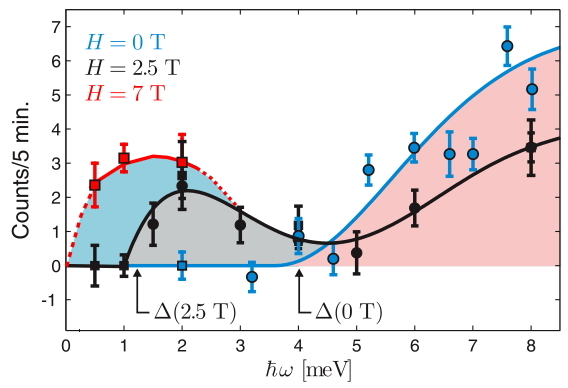 H = 0 T
H = 2.5 T
H = 7 T
Counts/5 min.
7
6
5
4
3
2
1
0
-1
Δ(2.5 T)
Δ(0 T)
0 1 2 3 4 5 6 7 8
ħω [meV]